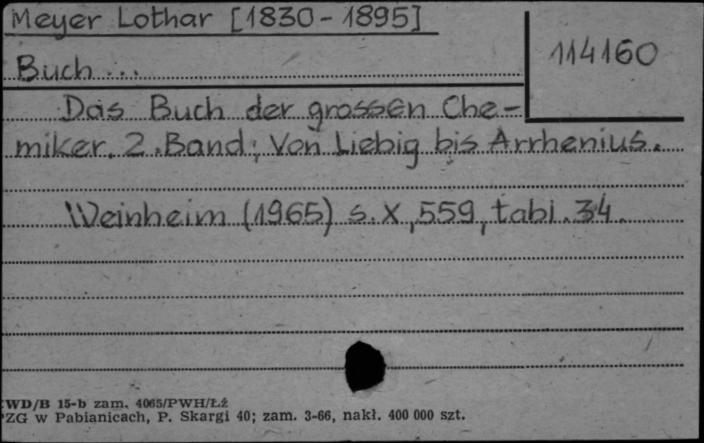 Meyer Lothar [1830-1895]
114160
Buch ...
Das Buch der grossen Che-
miker. 2. Band: Von Liebig bis Arrhenius.
Weinheim (1965) s. X, 559, tabl. 34.
WD/B 15-b zam. 4065/PWH/Łź
PZG w Pabianicach, P. Skargi 40; zam. 3-66, nakł. 400 000 szt.